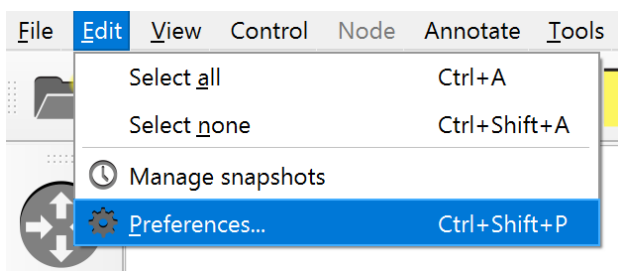 File Edit View Control Node Annotate Tools
Select all Ctrl+A
Select none Ctrl+Shift+A
Manage snapshots
Preferences... Ctrl+Shift+P